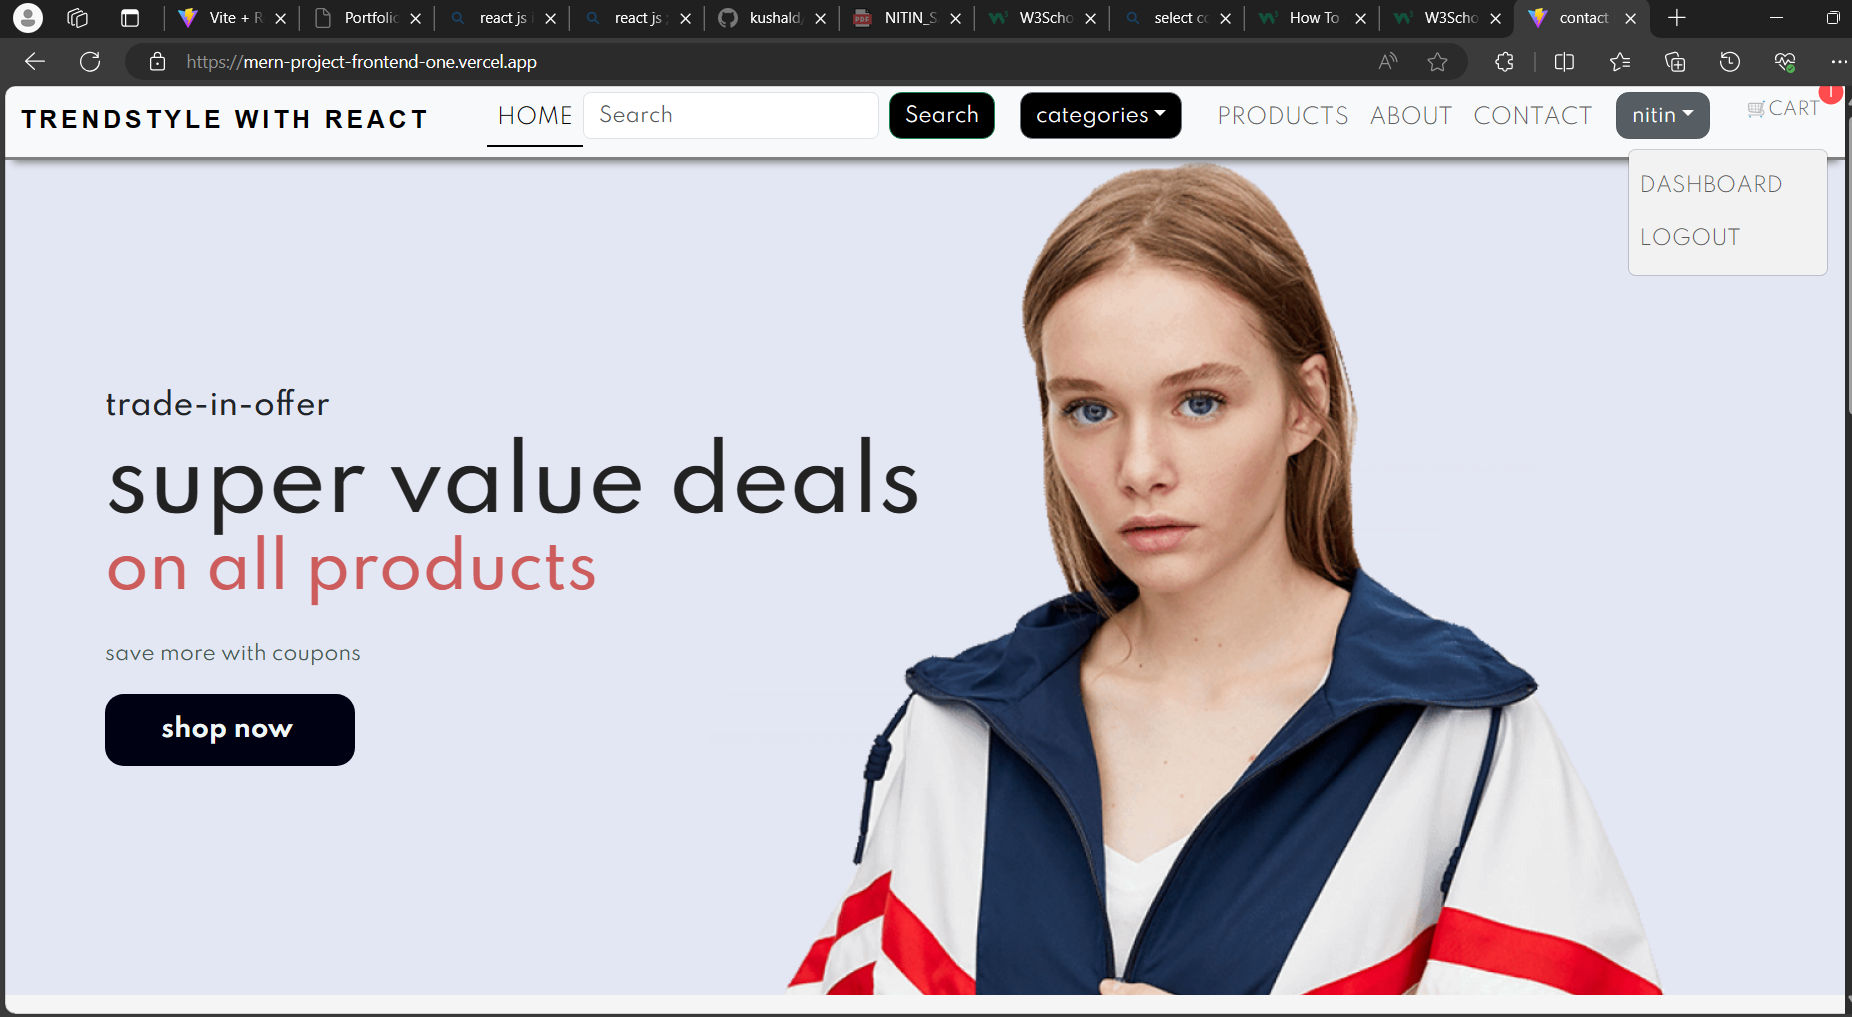 Vite + R
Portfolio
react js i
react js ;
kushald/
NITIN_S
W3Scho
select co
How To
W3Scho
contact
https://mern-project-frontend-one.vercel.app
TRENDSTYLE WITH REACT
HOME
Search
Search
categories
PRODUCTS
ABOUT
CONTACT
nitin
CART
1
DASHBOARD
LOGOUT
trade-in-offer
super value deals
on all products
save more with coupons
shop now